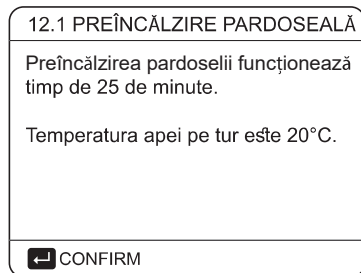 12.1 PREÎNCĂLZIRE PARDOSEALĂ
Preîncălzirea pardoselii funcționează
timp de 25 de minute.
Temperatura apei pe tur este 20°C.
CONFIRM